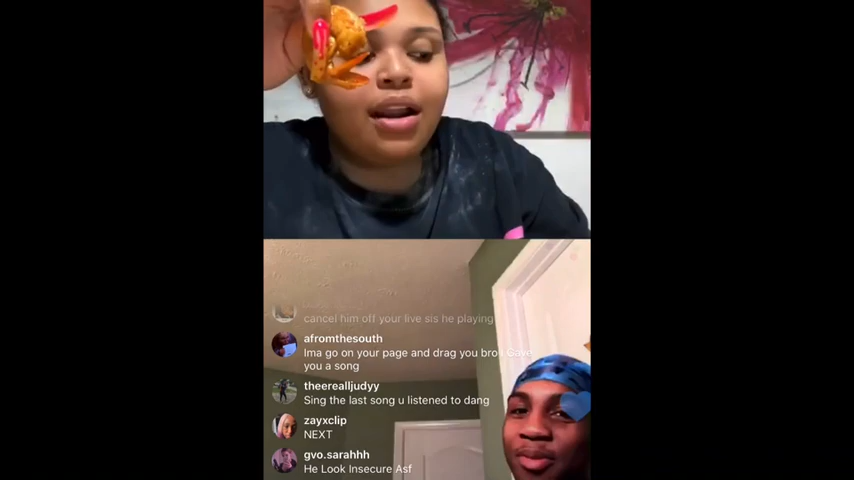 cancel him off your live sis he playing
afromthesouth
Ima go on your page and drag you bro I Gave
you a song
theerealljudyy
Sing the last song u listened to dang
zayxclip
NEXT
gvo.sarahhh
He Look Insecure Asf